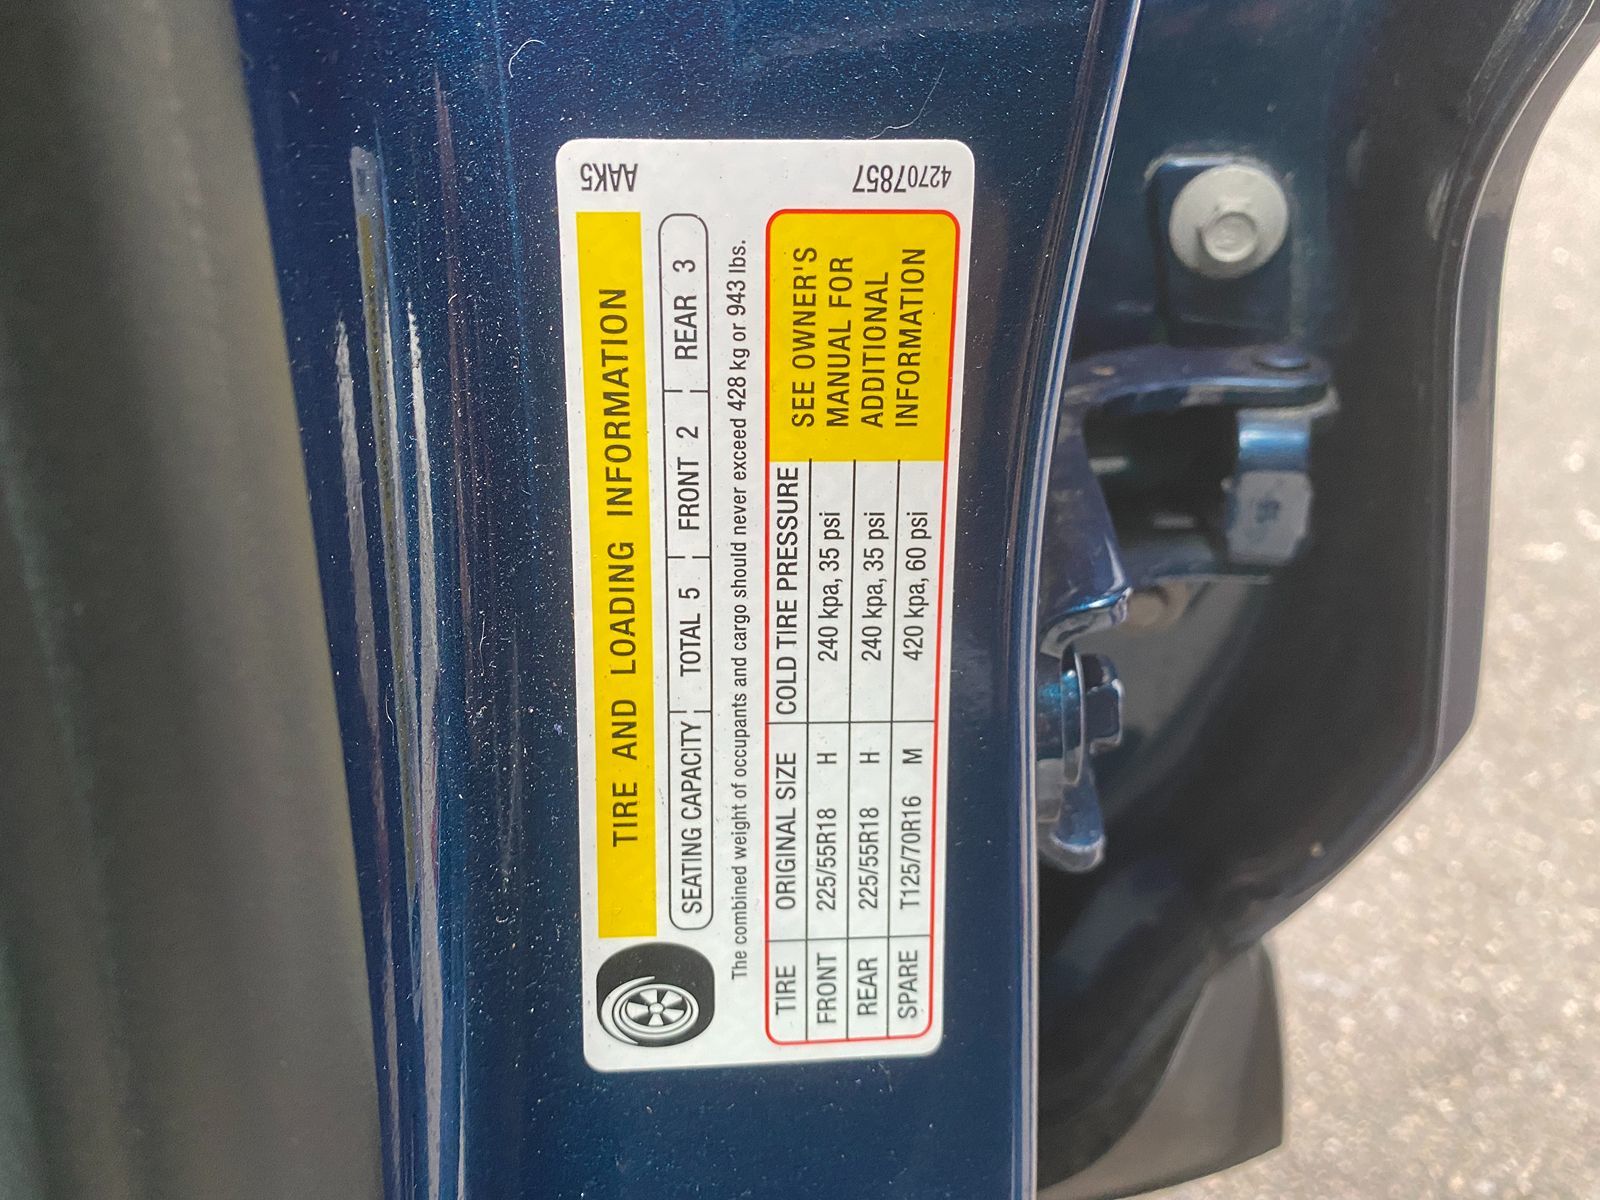 TIRE AND LOADING INFORMATION
SEATING CAPACITY TOTAL 5 FRONT 2 REAR 3
The combined weight of occupants and cargo should never exceed 428 kg or 943 lbs.
TIRE ORIGINAL SIZE COLD TIRE PRESSURE
FRONT 225/55R18 H 240 kpa, 35 psi
REAR 225/55R18 H 240 kpa, 35 psi
SPARE T125/70R16 M 420 kpa, 60 psi
SEE OWNER'S
MANUAL FOR
ADDITIONAL
INFORMATION
AAK5
42707857